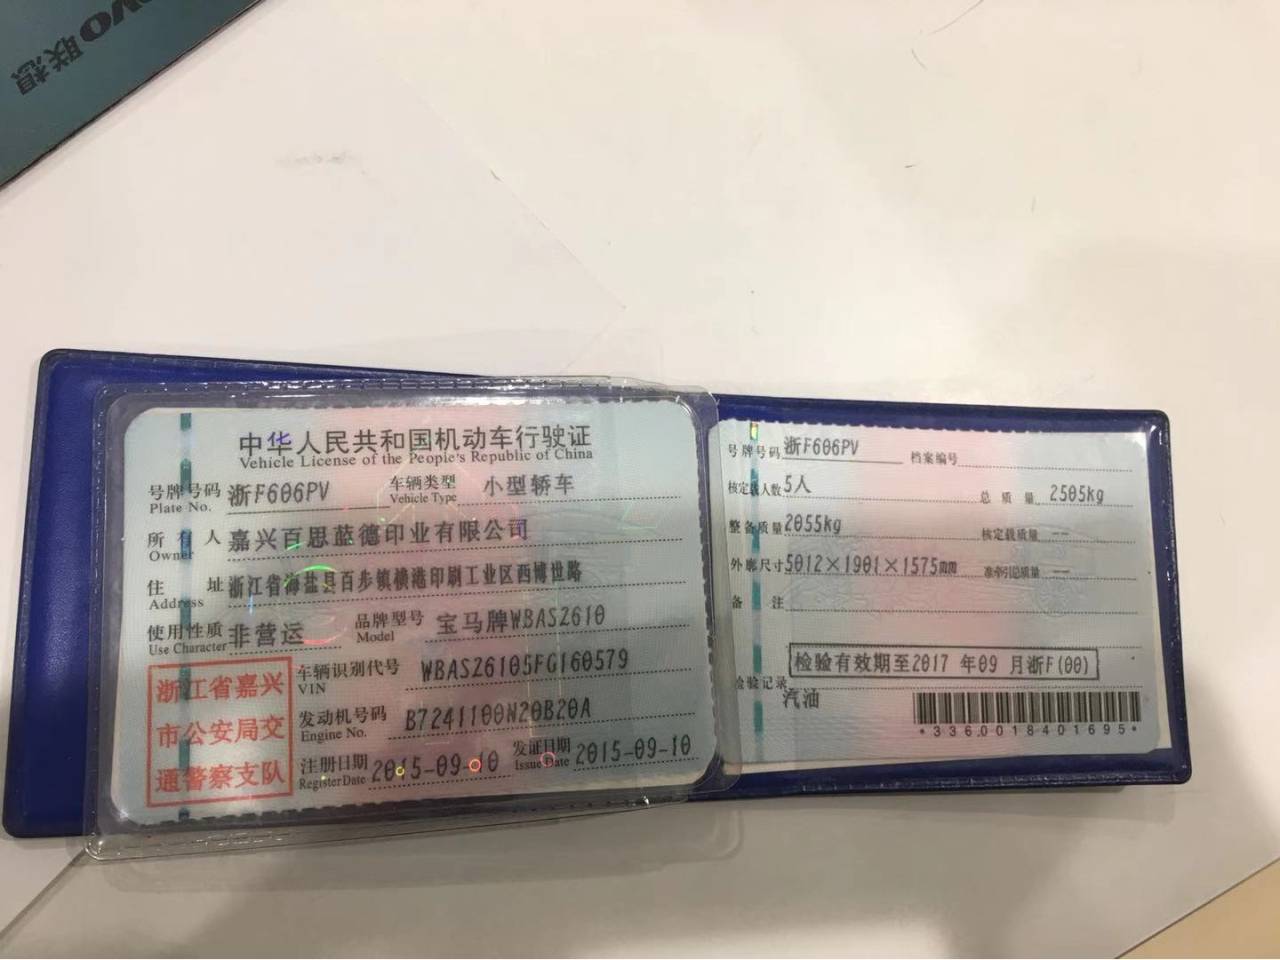 联想
中华人民共和国机动车行驶证
Vehicle License of the People's Republic of China
号牌号码 浙F606PV 车辆类型 小型轿车
Plate No. Vehicle Type
所有人 嘉兴百思蓝德印业有限公司
Owner
住址 浙江省海盐县百步镇横港印刷工业区西博世路
Address
使用性质 非营运 品牌型号 宝马牌WBAS2610
Use Character Model
车辆识别代号 WBAS26105FG160579
VIN
发动机号码 B7241100N20B20A
Engine No.
注册日期 2015-09-10 发证日期 2015-09-10
Register Date Issue Date
浙江省嘉兴
市公安局交
通警察支队
号牌号码 浙F606PV 档案编号
核定载人数 5人 总质量 2505kg
整备质量 2055kg 核定载质量 --
外廓尺寸 5012×1901×1575mm 准牵引总质量 --
备注
检验有效期至2017 年09 月浙F(00)
检验记录
汽油
*3360018401695*